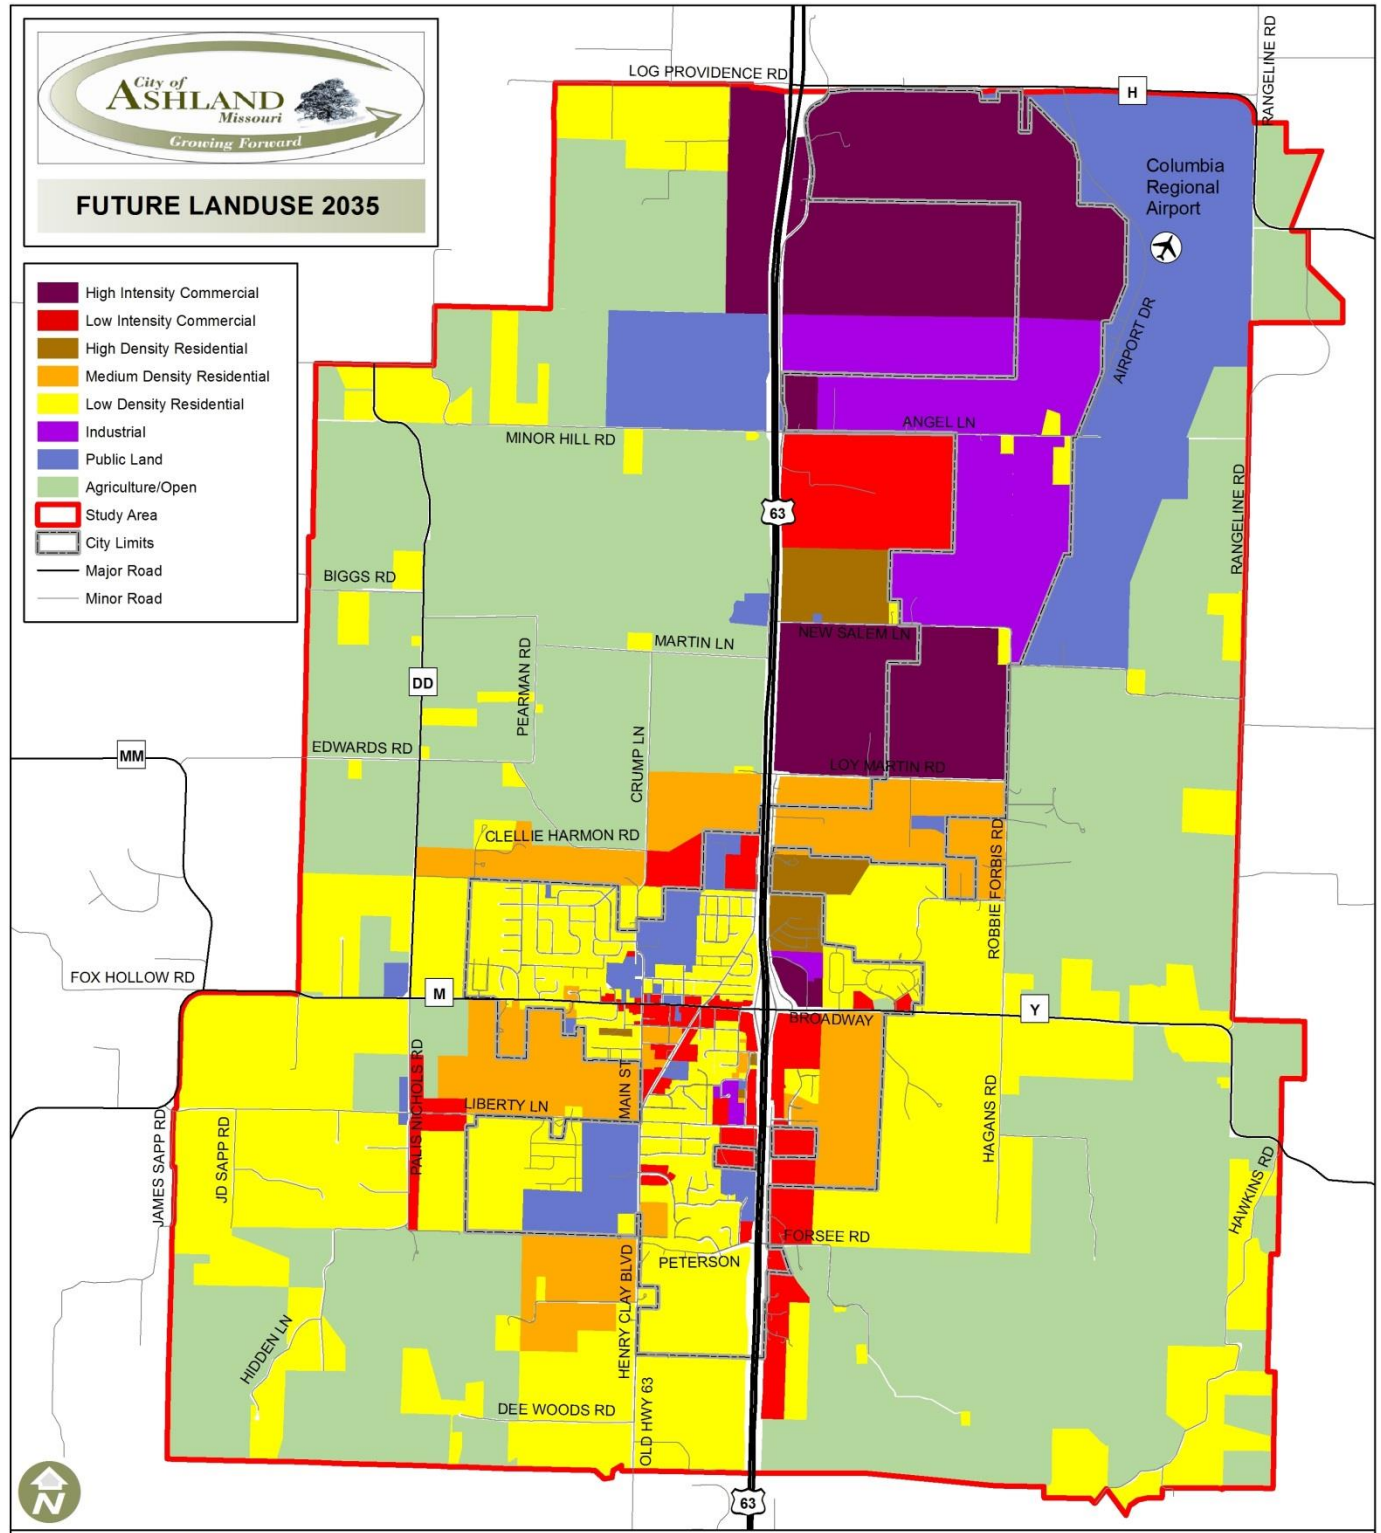 City of
ASHLAND
Missouri
Growing Forward
FUTURE LANDUSE 2035
High Intensity Commercial
Low Intensity Commercial
High Density Residential
Medium Density Residential
Low Density Residential
Industrial
Public Land
Agriculture/Open
Study Area
City Limits
Major Road
Minor Road
LOG PROVIDENCE RD
H
RANGELINE RD
Columbia
Regional
Airport
AIRPORT DR
ANGEL LN
MINOR HILL RD
63
RANGELINE RD
BIGGS RD
NEW SALEM LN
MARTIN LN
PEARMAN RD
DD
MM
EDWARDS RD
CRUMP LN
LOY MARTIN RD
CLELLIE HARMON RD
ROBBIE FORBIS RD
FOX HOLLOW RD
M
BROADWAY
Y
PALIS NICHOLS RD
MAIN ST
HAGANS RD
LIBERTY LN
JAMES SAPP RD
JD SAPP RD
HAWKINS RD
FORSEE RD
PETERSON
HENRY CLAY BLVD
HIDDEN LN
DEE WOODS RD
OLD HWY 63
N
63